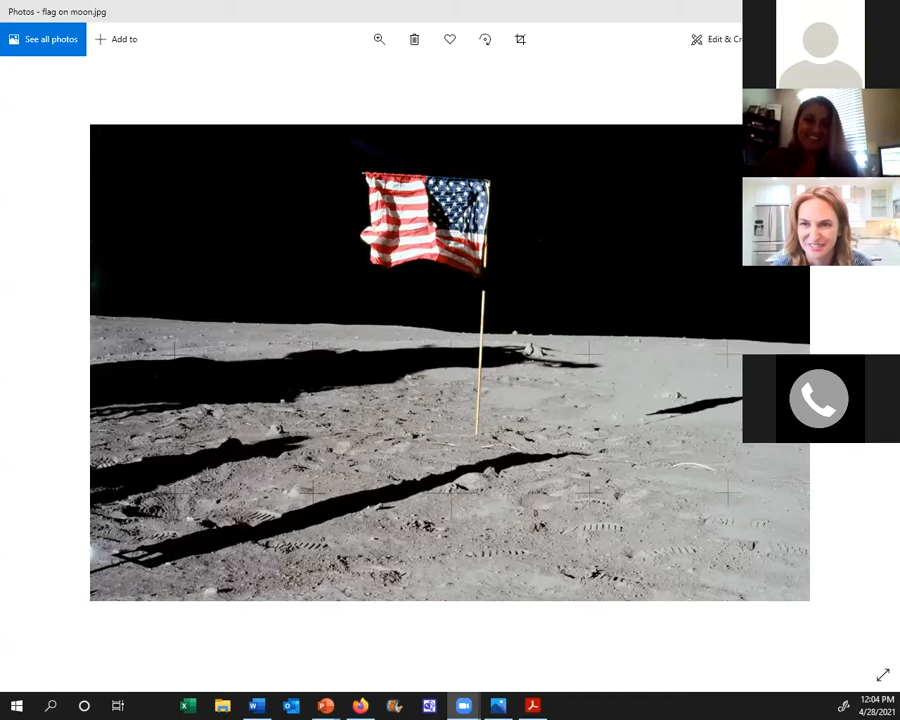 Photos - flag on moon.jpg
See all photos
Add to
Edit & Cr
12:04 PM
4/28/2021